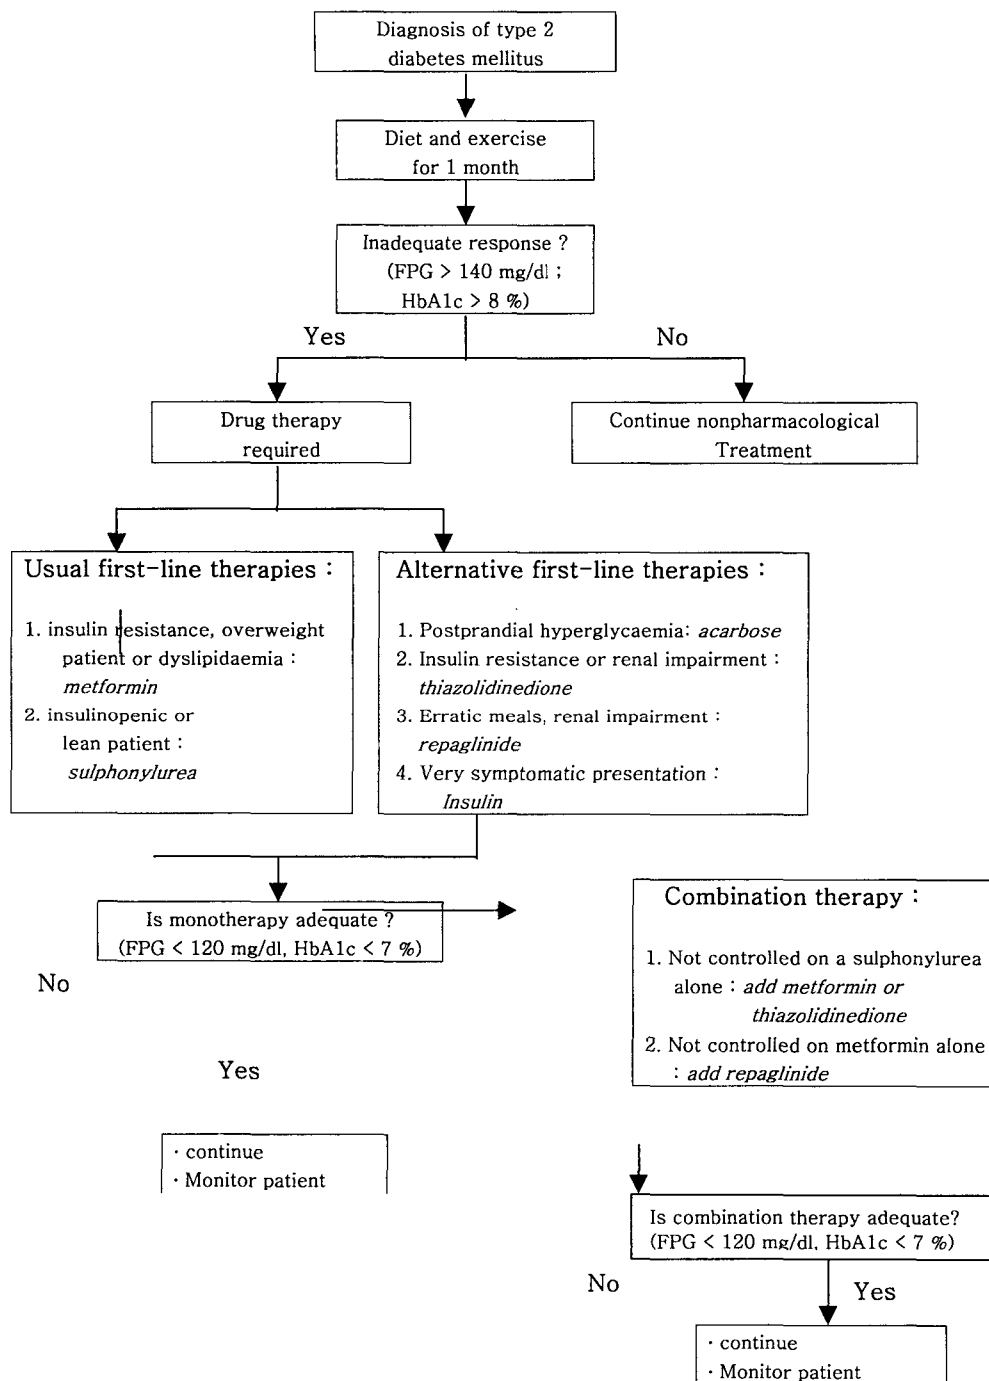 Diagnosis of type 2
diabetes mellitus
Diet and exercise
for 1 month
Inadequate response ?
(FPG > 140 mg/dl ;
HbA1c > 8 %)
Yes
No
Drug therapy
required
Continue nonpharmacological
Treatment
Usual first-line therapies :
1. insulin resistance, overweight
patient or dyslipidaemia :
metformin
2. insulinopenic or
lean patient :
sulphonylurea
Alternative first-line therapies :
1. Postprandial hyperglycaemia: acarbose
2. Insulin resistance or renal impairment :
thiazolidinedione
3. Erratic meals, renal impairment :
repaglinide
4. Very symptomatic presentation :
Insulin
Is monotherapy adequate ?
(FPG < 120 mg/dl, HbA1c < 7 %)
No
Yes
· continue
· Monitor patient
Combination therapy :
1. Not controlled on a sulphonylurea
alone : add metformin or
thiazolidinedione
2. Not controlled on metformin alone
: add repaglinide
Is combination therapy adequate?
(FPG < 120 mg/dl, HbA1c < 7 %)
No
Yes
· continue
· Monitor patient